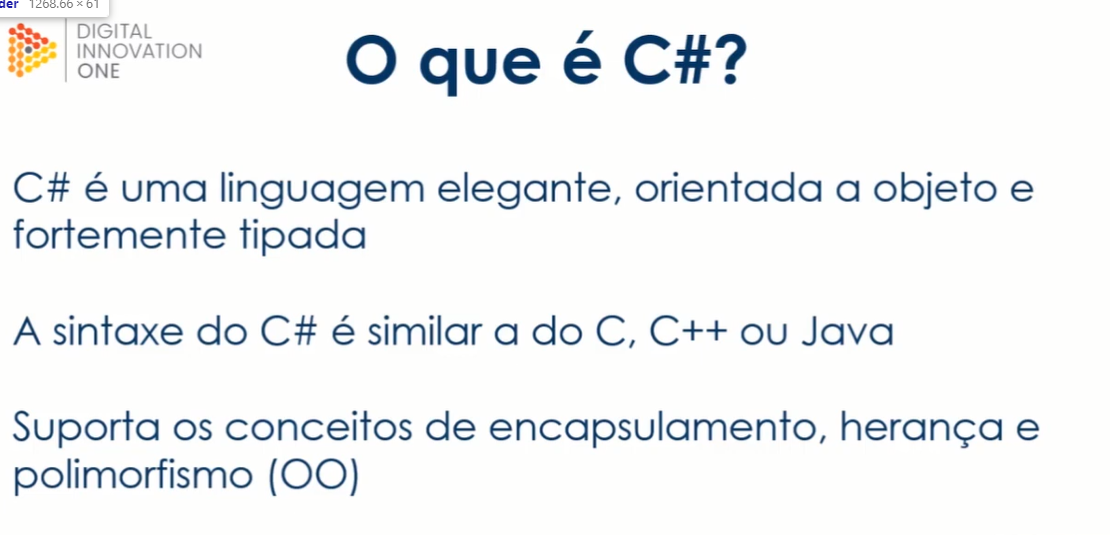 der 1268.66 × 61
DIGITAL
INNOVATION
ONE
O que é C#?
C# é uma linguagem elegante, orientada a objeto e
fortemente tipada
A sintaxe do C# é similar a do C, C++ ou Java
Suporta os conceitos de encapsulamento, herança e
polimorfismo (OO)